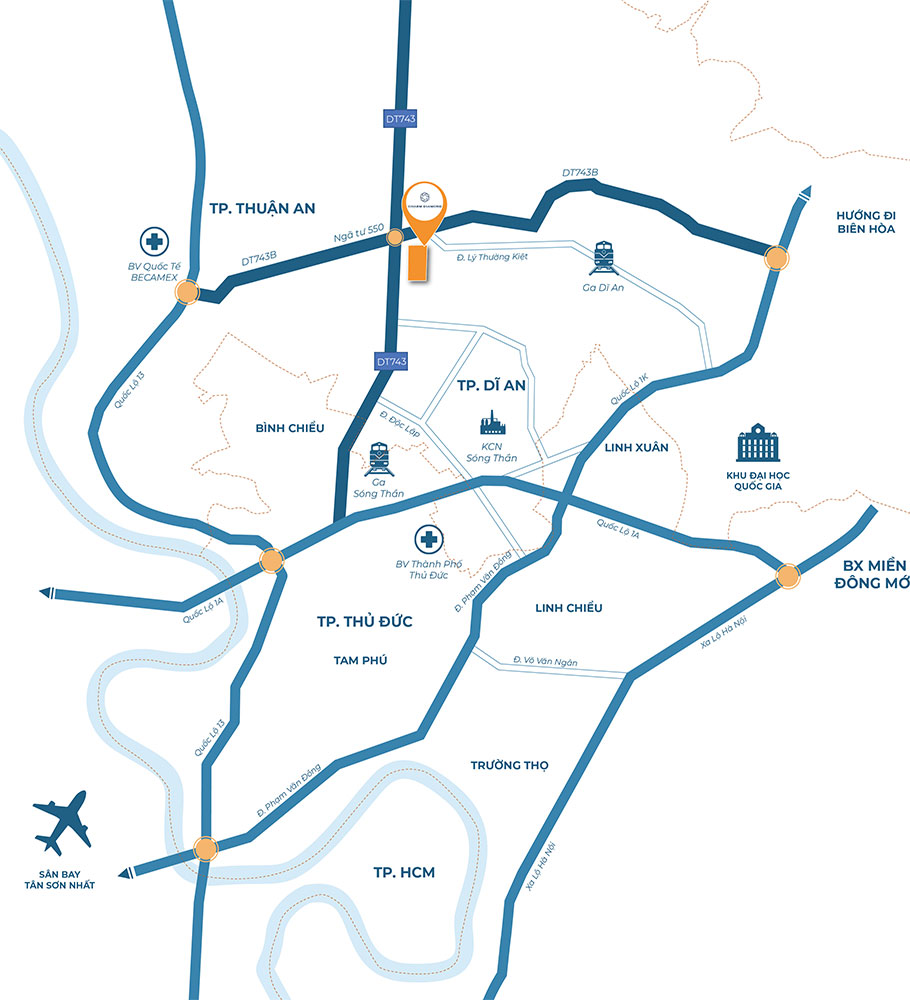 DT743
DT743B
CHARM DIAMOND
TP. THUẬN AN
HƯỚNG ĐI
BIÊN HÒA
Ngã tư 550
BV Quốc Tế
BECAMEX
DT743B
Đ. Lý Thường Kiệt
Ga Dĩ An
DT743
Quốc Lộ 13
TP. DĨ AN
Quốc Lộ 1K
Đ. Độc Lập
BÌNH CHIỂU
KCN
Sóng Thần
LINH XUÂN
Ga
Sóng Thần
KHU ĐẠI HỌC
QUỐC GIA
Quốc Lộ 1A
BV Thành Phố
Thủ Đức
BX MIỀN
ĐÔNG MỚ
Đ. Phạm Văn Đồng
Quốc Lộ 1A
LINH CHIỂU
TP. THỦ ĐỨC
Xa Lộ Hà Nội
TAM PHÚ
Đ. Võ Văn Ngân
Quốc Lộ 13
TRƯỜNG THỌ
Đ. Phạm Văn Đồng
SÂN BAY
TÂN SƠN NHẤT
TP. HCM
Xa Lộ Hà Nội